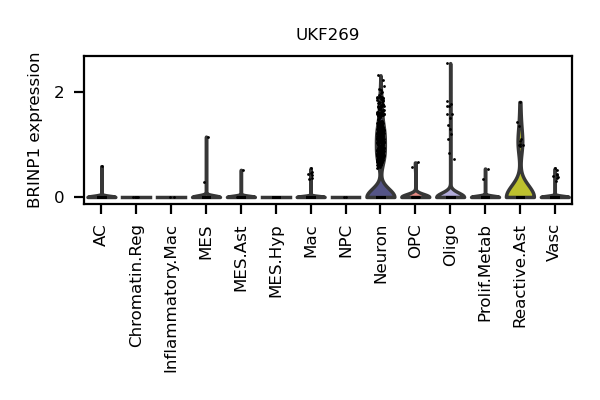 UKF269
BRINP1 expression
2
0
AC
Chromatin.Reg
Inflammatory.Mac
MES
MES.Ast
MES.Hyp
Mac
NPC
Neuron
OPC
Oligo
Prolif.Metab
Reactive.Ast
Vasc